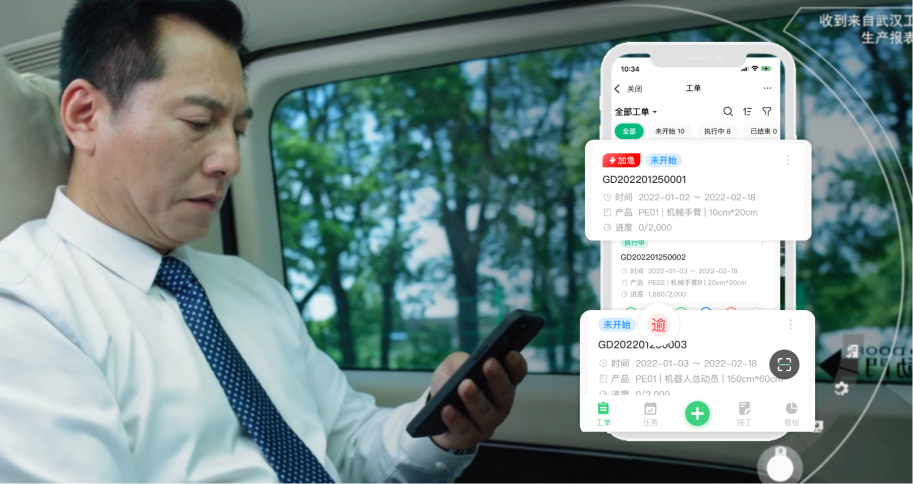 收到来自武汉工
生产报表
10:34
关闭
工单
全部工单
全部
未开始 10
执行中 8
已结束 0
加急
未开始
GD202201250001
时间 2022-01-02 ~ 2022-02-18
产品 PE01 | 机械手臂 | 10cm*20cm
进度 0/2,000
执行中
GD202201250002
时间 2022-01-03 ~ 2022-02-18
产品 PE02 | 机械手臂B | 20cm*20cm
进度 1,680/2,000
未开始
逾
GD202201250003
时间 2022-01-03 ~ 2022-02-18
产品 PE01 | 机器人总动员 | 150cm*60cm
进度 0/2,000
工单
任务
报工
看板